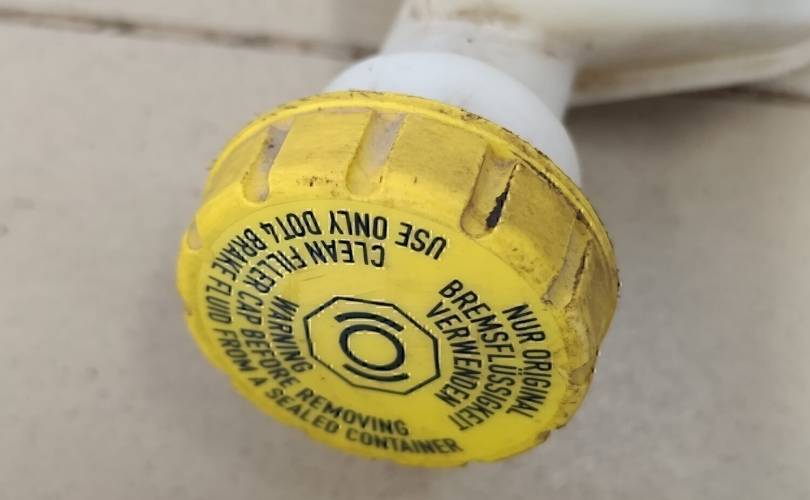 WARNING
CLEAN FILLER CAP BEFORE REMOVING
USE ONLY DOT4 BRAKE FLUID FROM A SEALED CONTAINER
NUR ORIGINAL
BREMSFLÜSSIGKEIT
VERWENDEN